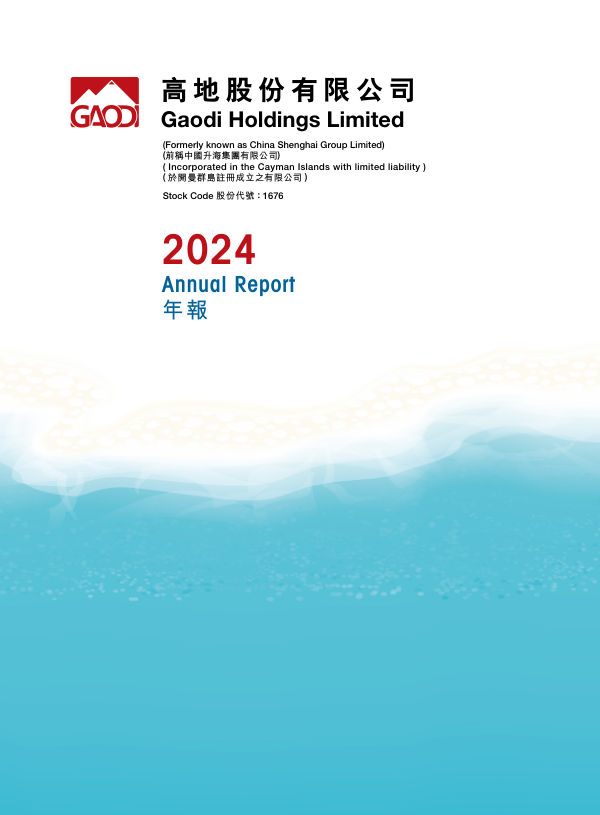 GAODI
高地股份有限公司
Gaodi Holdings Limited
(Formerly known as China Shenghai Group Limited)
(前稱中國升海集團有限公司)
( Incorporated in the Cayman Islands with limited liability )
( 於開曼群島註冊成立之有限公司 )
Stock Code 股份代號：1676
2024
Annual Report
年報